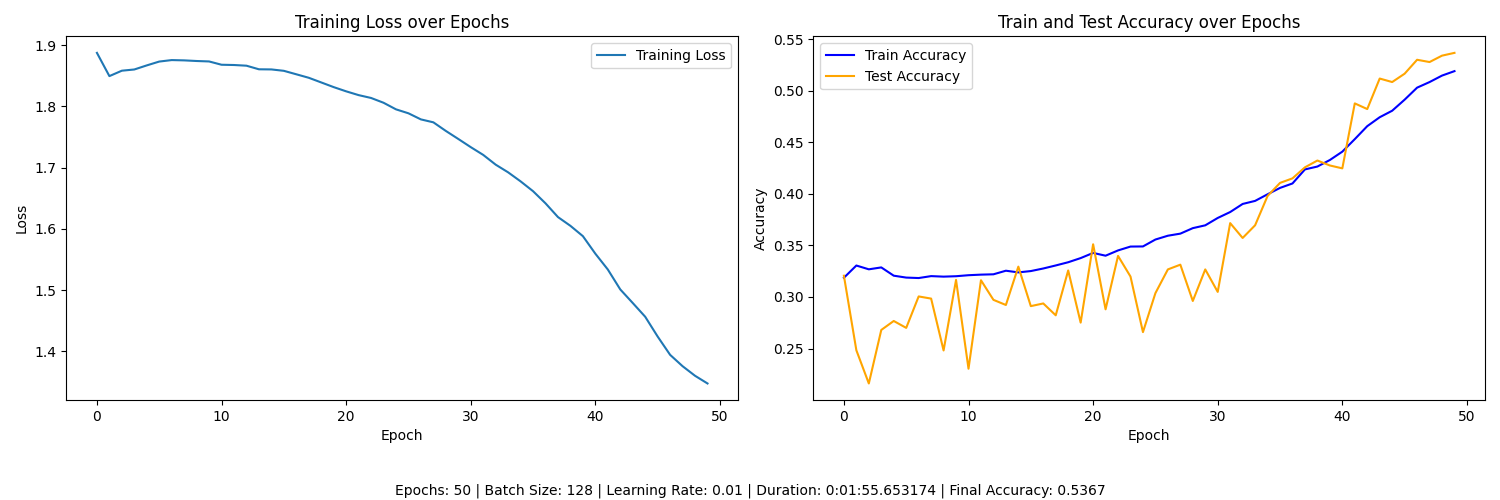 Training Loss over Epochs
Training Loss
1.9
1.8
1.7
1.6
1.5
1.4
Loss
0 10 20 30 40 50
Epoch
Train and Test Accuracy over Epochs
Train Accuracy
Test Accuracy
0.55
0.50
0.45
0.40
0.35
0.30
0.25
Accuracy
0 10 20 30 40 50
Epoch
Epochs: 50 | Batch Size: 128 | Learning Rate: 0.01 | Duration: 0:01:55.653174 | Final Accuracy: 0.5367